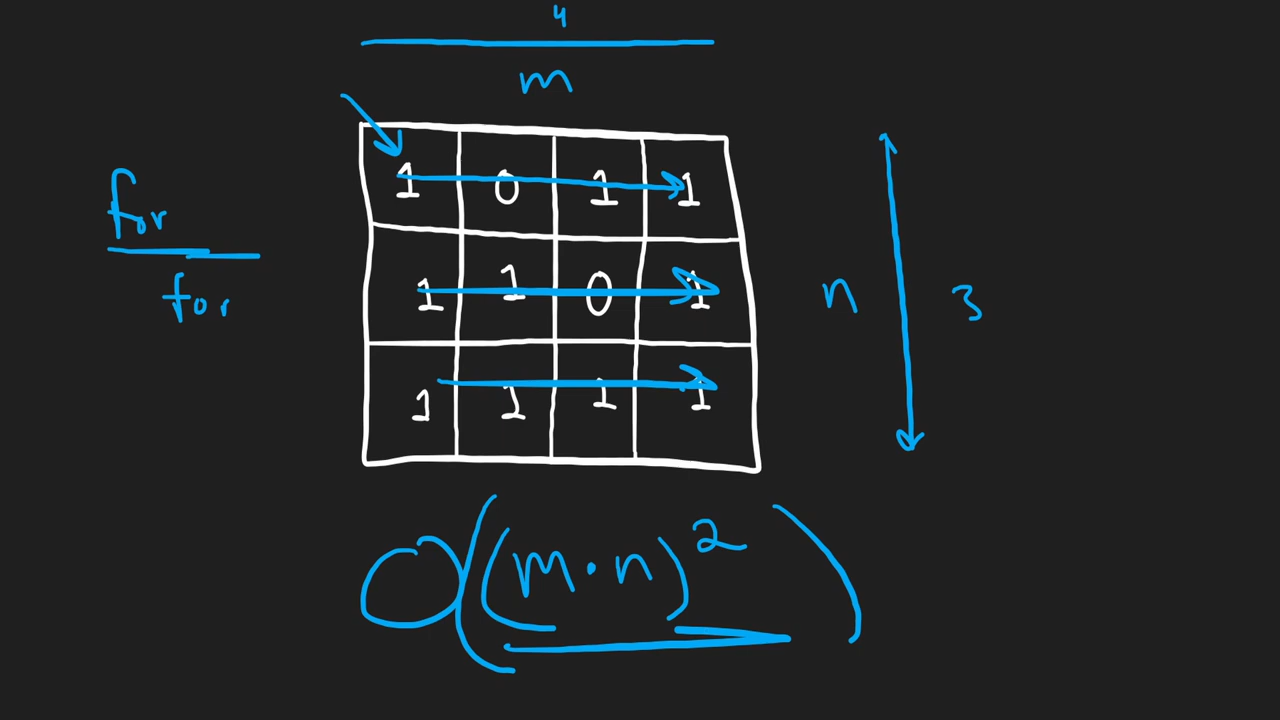 4
m
1 0 1 1
for
for
1 1 0 1
n 3
1 1 1 1
O((m·n)²)